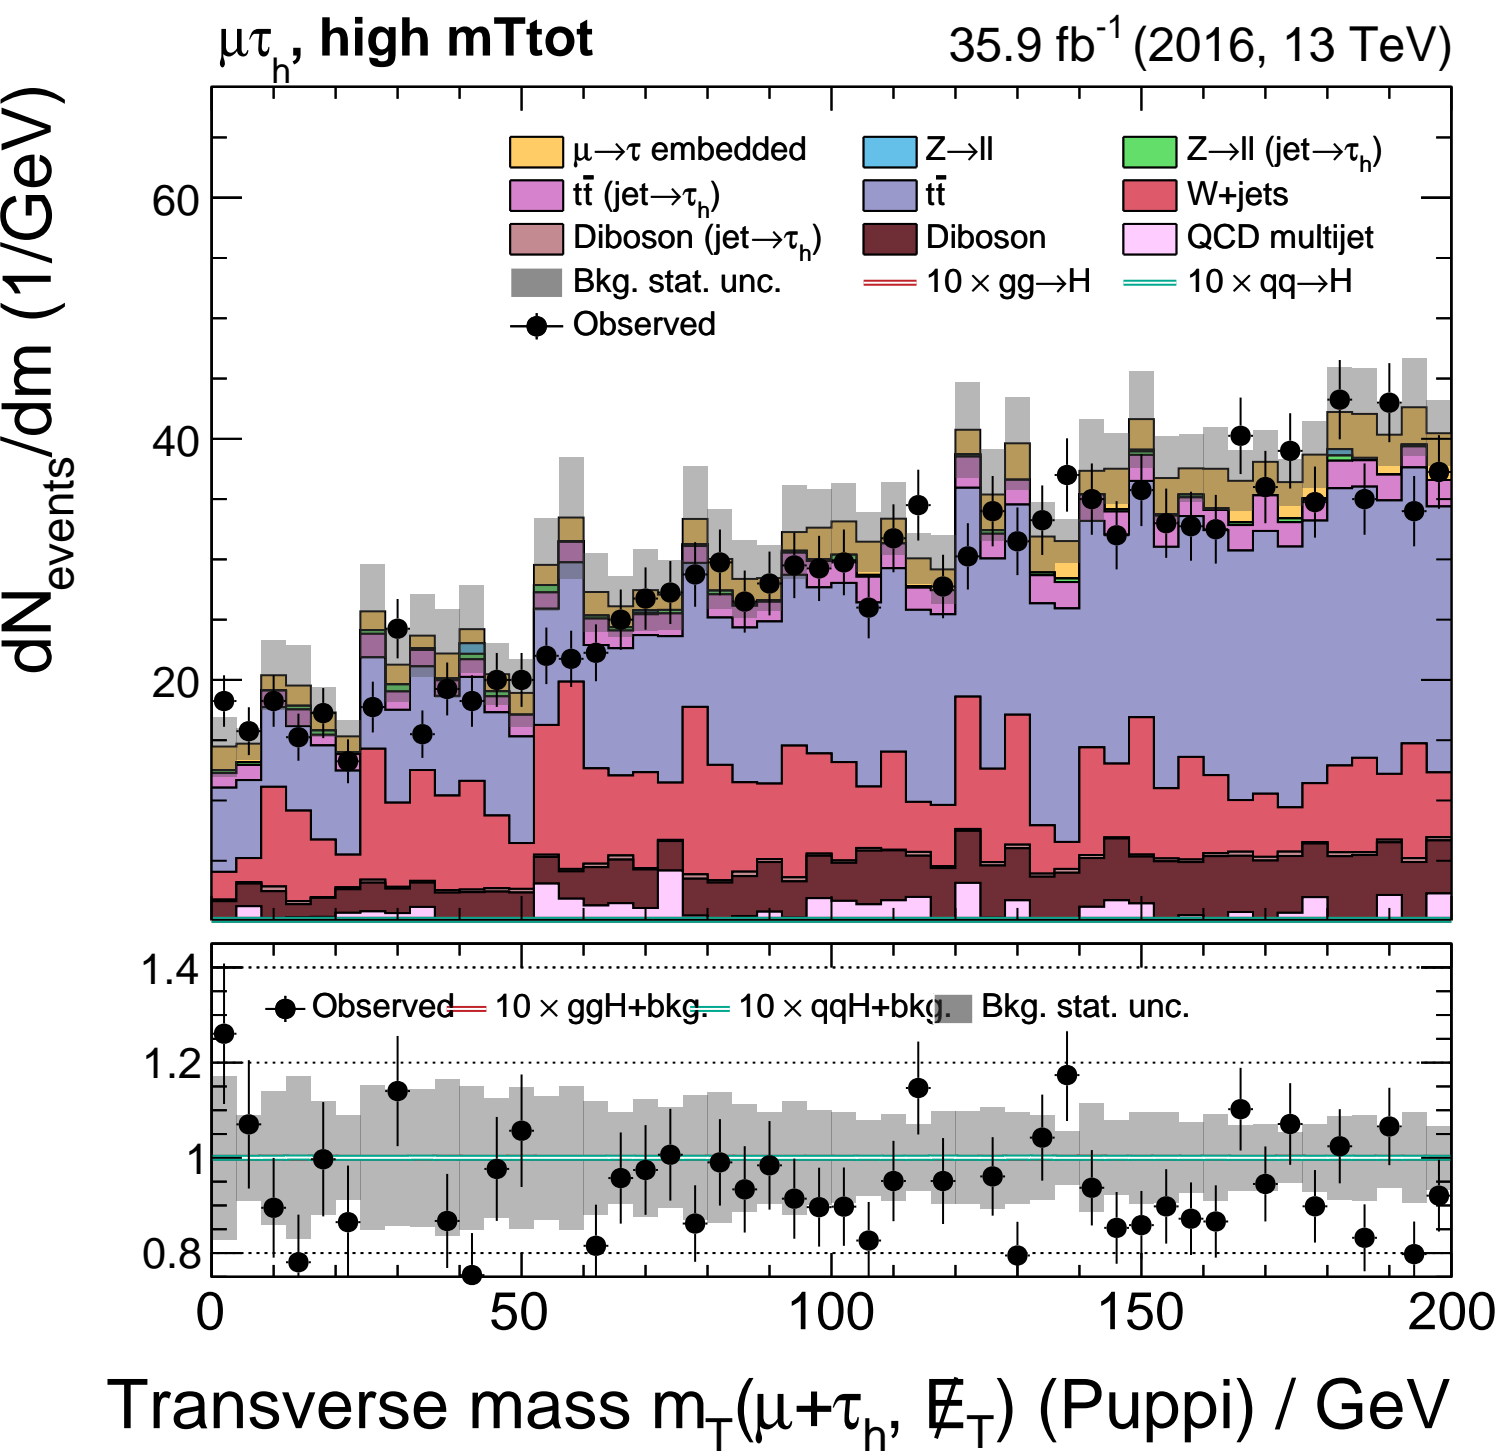 μτh, high mTtot 35.9 fb-1 (2016, 13 TeV)
dNevents/dm (1/GeV)
60
40
20
μ→τ embedded Z→ll Z→ll (jet→τh)
tt̄ (jet→τh) tt̄ W+jets
Diboson (jet→τh) Diboson QCD multijet
Bkg. stat. unc. 10 × gg→H 10 × qq→H
Observed
1.4
1.2
1
0.8
Observed 10 × ggH+bkg. 10 × qqH+bkg. Bkg. stat. unc.
0 50 100 150 200
Transverse mass mT(μ+τh, E̸T) (Puppi) / GeV